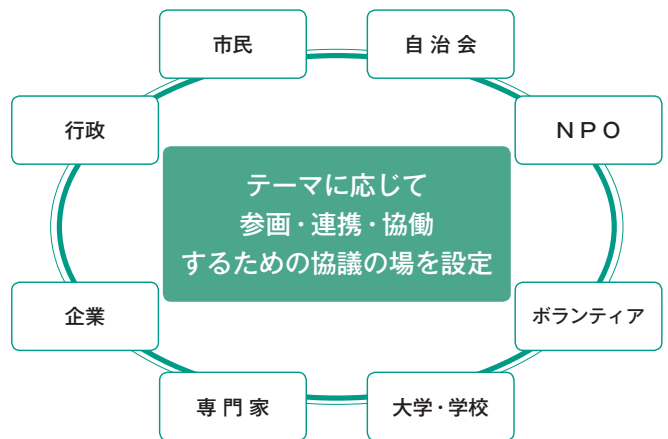 市民
自治会
行政
NPO
テーマに応じて
参画・連携・協働
するための協議の場を設定
企業
ボランティア
専門家
大学・学校